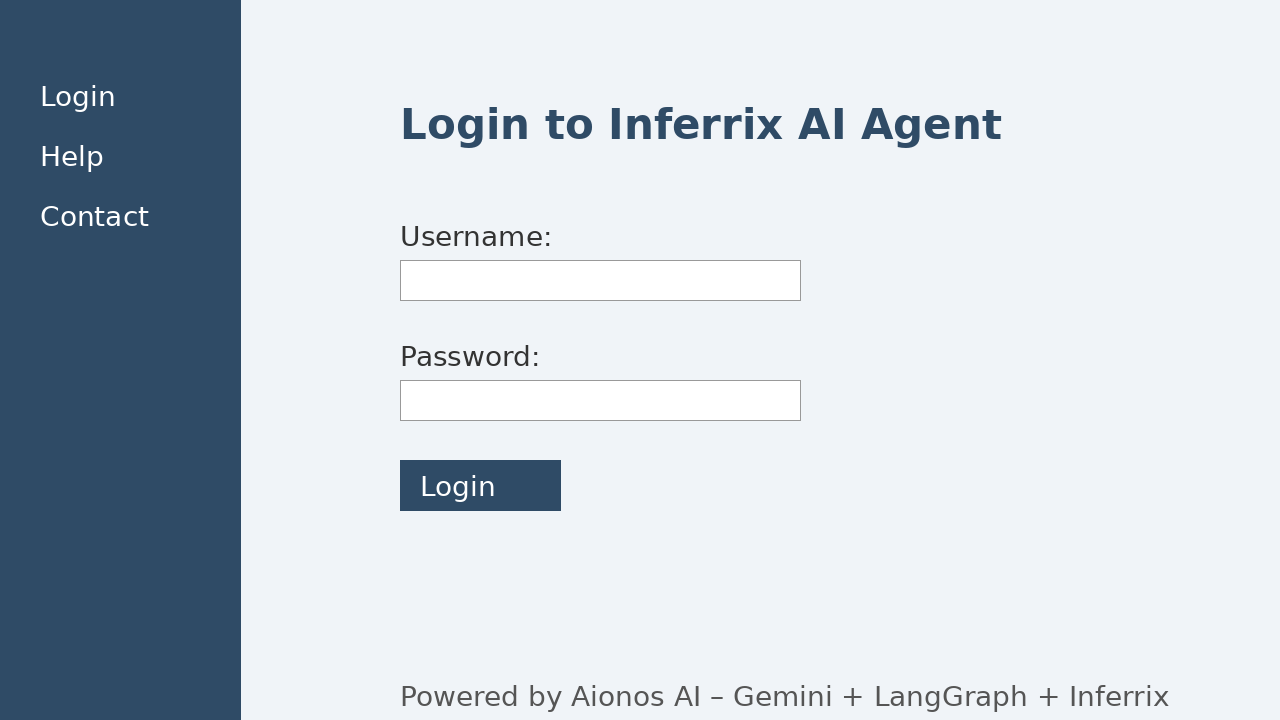 Login
Help
Contact
Login to Inferrix AI Agent
Username:
Password:
Login
Powered by Aionos AI – Gemini + LangGraph + Inferrix